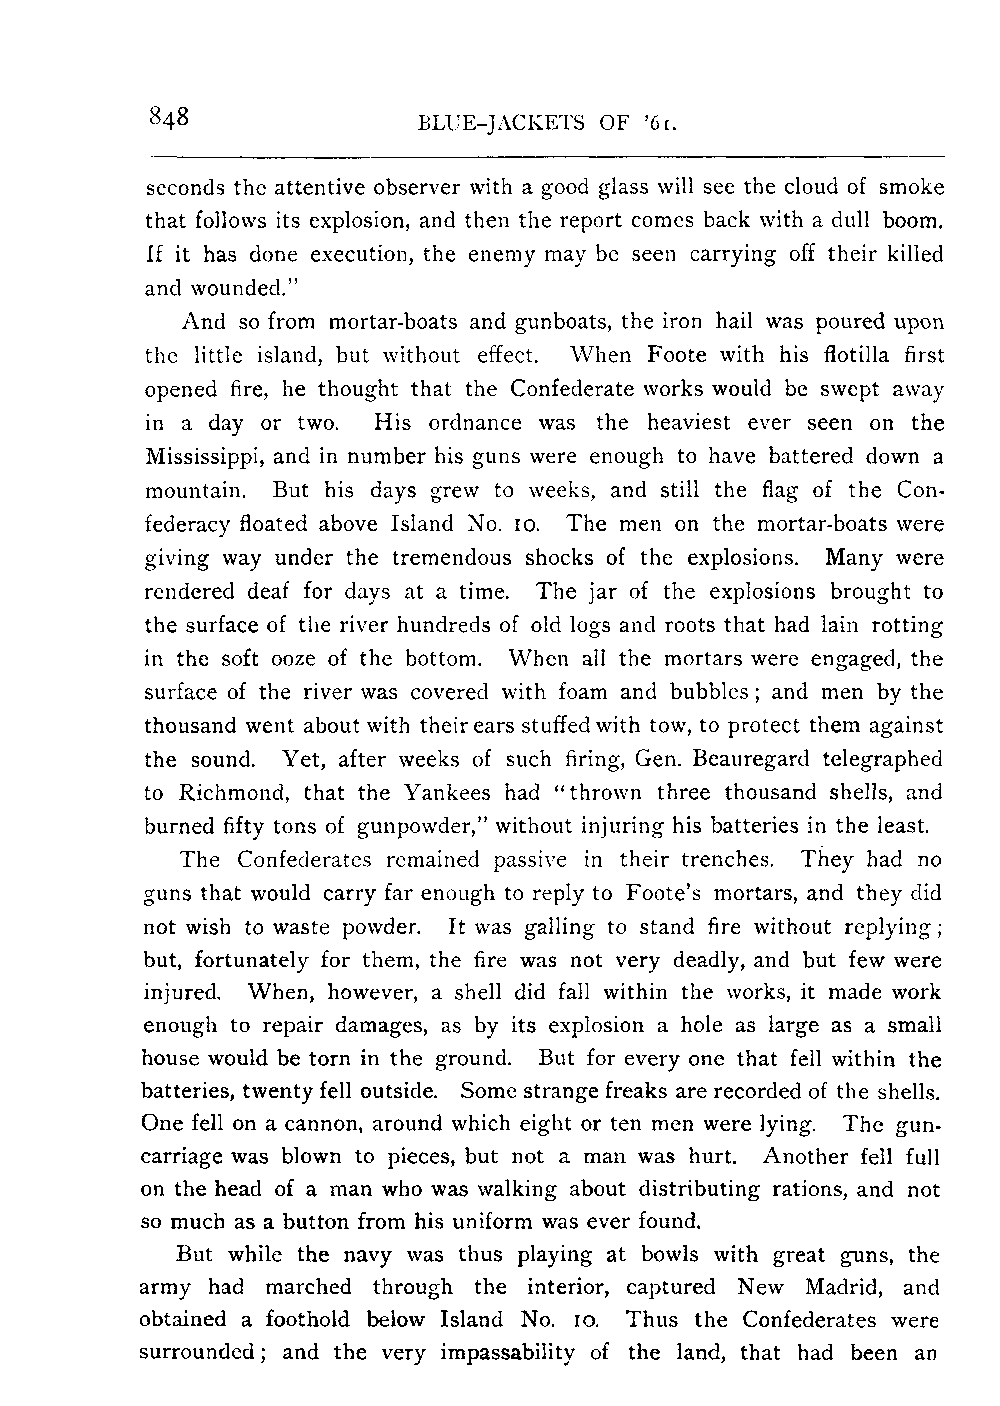 848 BLUE-JACKETS OF ’61.
seconds the attentive observer with a good glass will see the cloud of smoke
that follows its explosion, and then the report comes back with a dull boom.
If it has done execution, the enemy may be seen carrying off their killed
and wounded.”
And so from mortar-boats and gunboats, the iron hail was poured upon
the little island, but without effect. When Foote with his flotilla first
opened fire, he thought that the Confederate works would be swept away
in a day or two. His ordnance was the heaviest ever seen on the
Mississippi, and in number his guns were enough to have battered down a
mountain. But his days grew to weeks, and still the flag of the Con-
federacy floated above Island No. 10. The men on the mortar-boats were
giving way under the tremendous shocks of the explosions. Many were
rendered deaf for days at a time. The jar of the explosions brought to
the surface of the river hundreds of old logs and roots that had lain rotting
in the soft ooze of the bottom. When all the mortars were engaged, the
surface of the river was covered with foam and bubbles; and men by the
thousand went about with their ears stuffed with tow, to protect them against
the sound. Yet, after weeks of such firing, Gen. Beauregard telegraphed
to Richmond, that the Yankees had “thrown three thousand shells, and
burned fifty tons of gunpowder,” without injuring his batteries in the least.
The Confederates remained passive in their trenches. They had no
guns that would carry far enough to reply to Foote’s mortars, and they did
not wish to waste powder. It was galling to stand fire without replying;
but, fortunately for them, the fire was not very deadly, and but few were
injured. When, however, a shell did fall within the works, it made work
enough to repair damages, as by its explosion a hole as large as a small
house would be torn in the ground. But for every one that fell within the
batteries, twenty fell outside. Some strange freaks are recorded of the shells.
One fell on a cannon, around which eight or ten men were lying. The gun-
carriage was blown to pieces, but not a man was hurt. Another fell full
on the head of a man who was walking about distributing rations, and not
so much as a button from his uniform was ever found.
But while the navy was thus playing at bowls with great guns, the
army had marched through the interior, captured New Madrid, and
obtained a foothold below Island No. 10. Thus the Confederates were
surrounded; and the very impassability of the land, that had been an